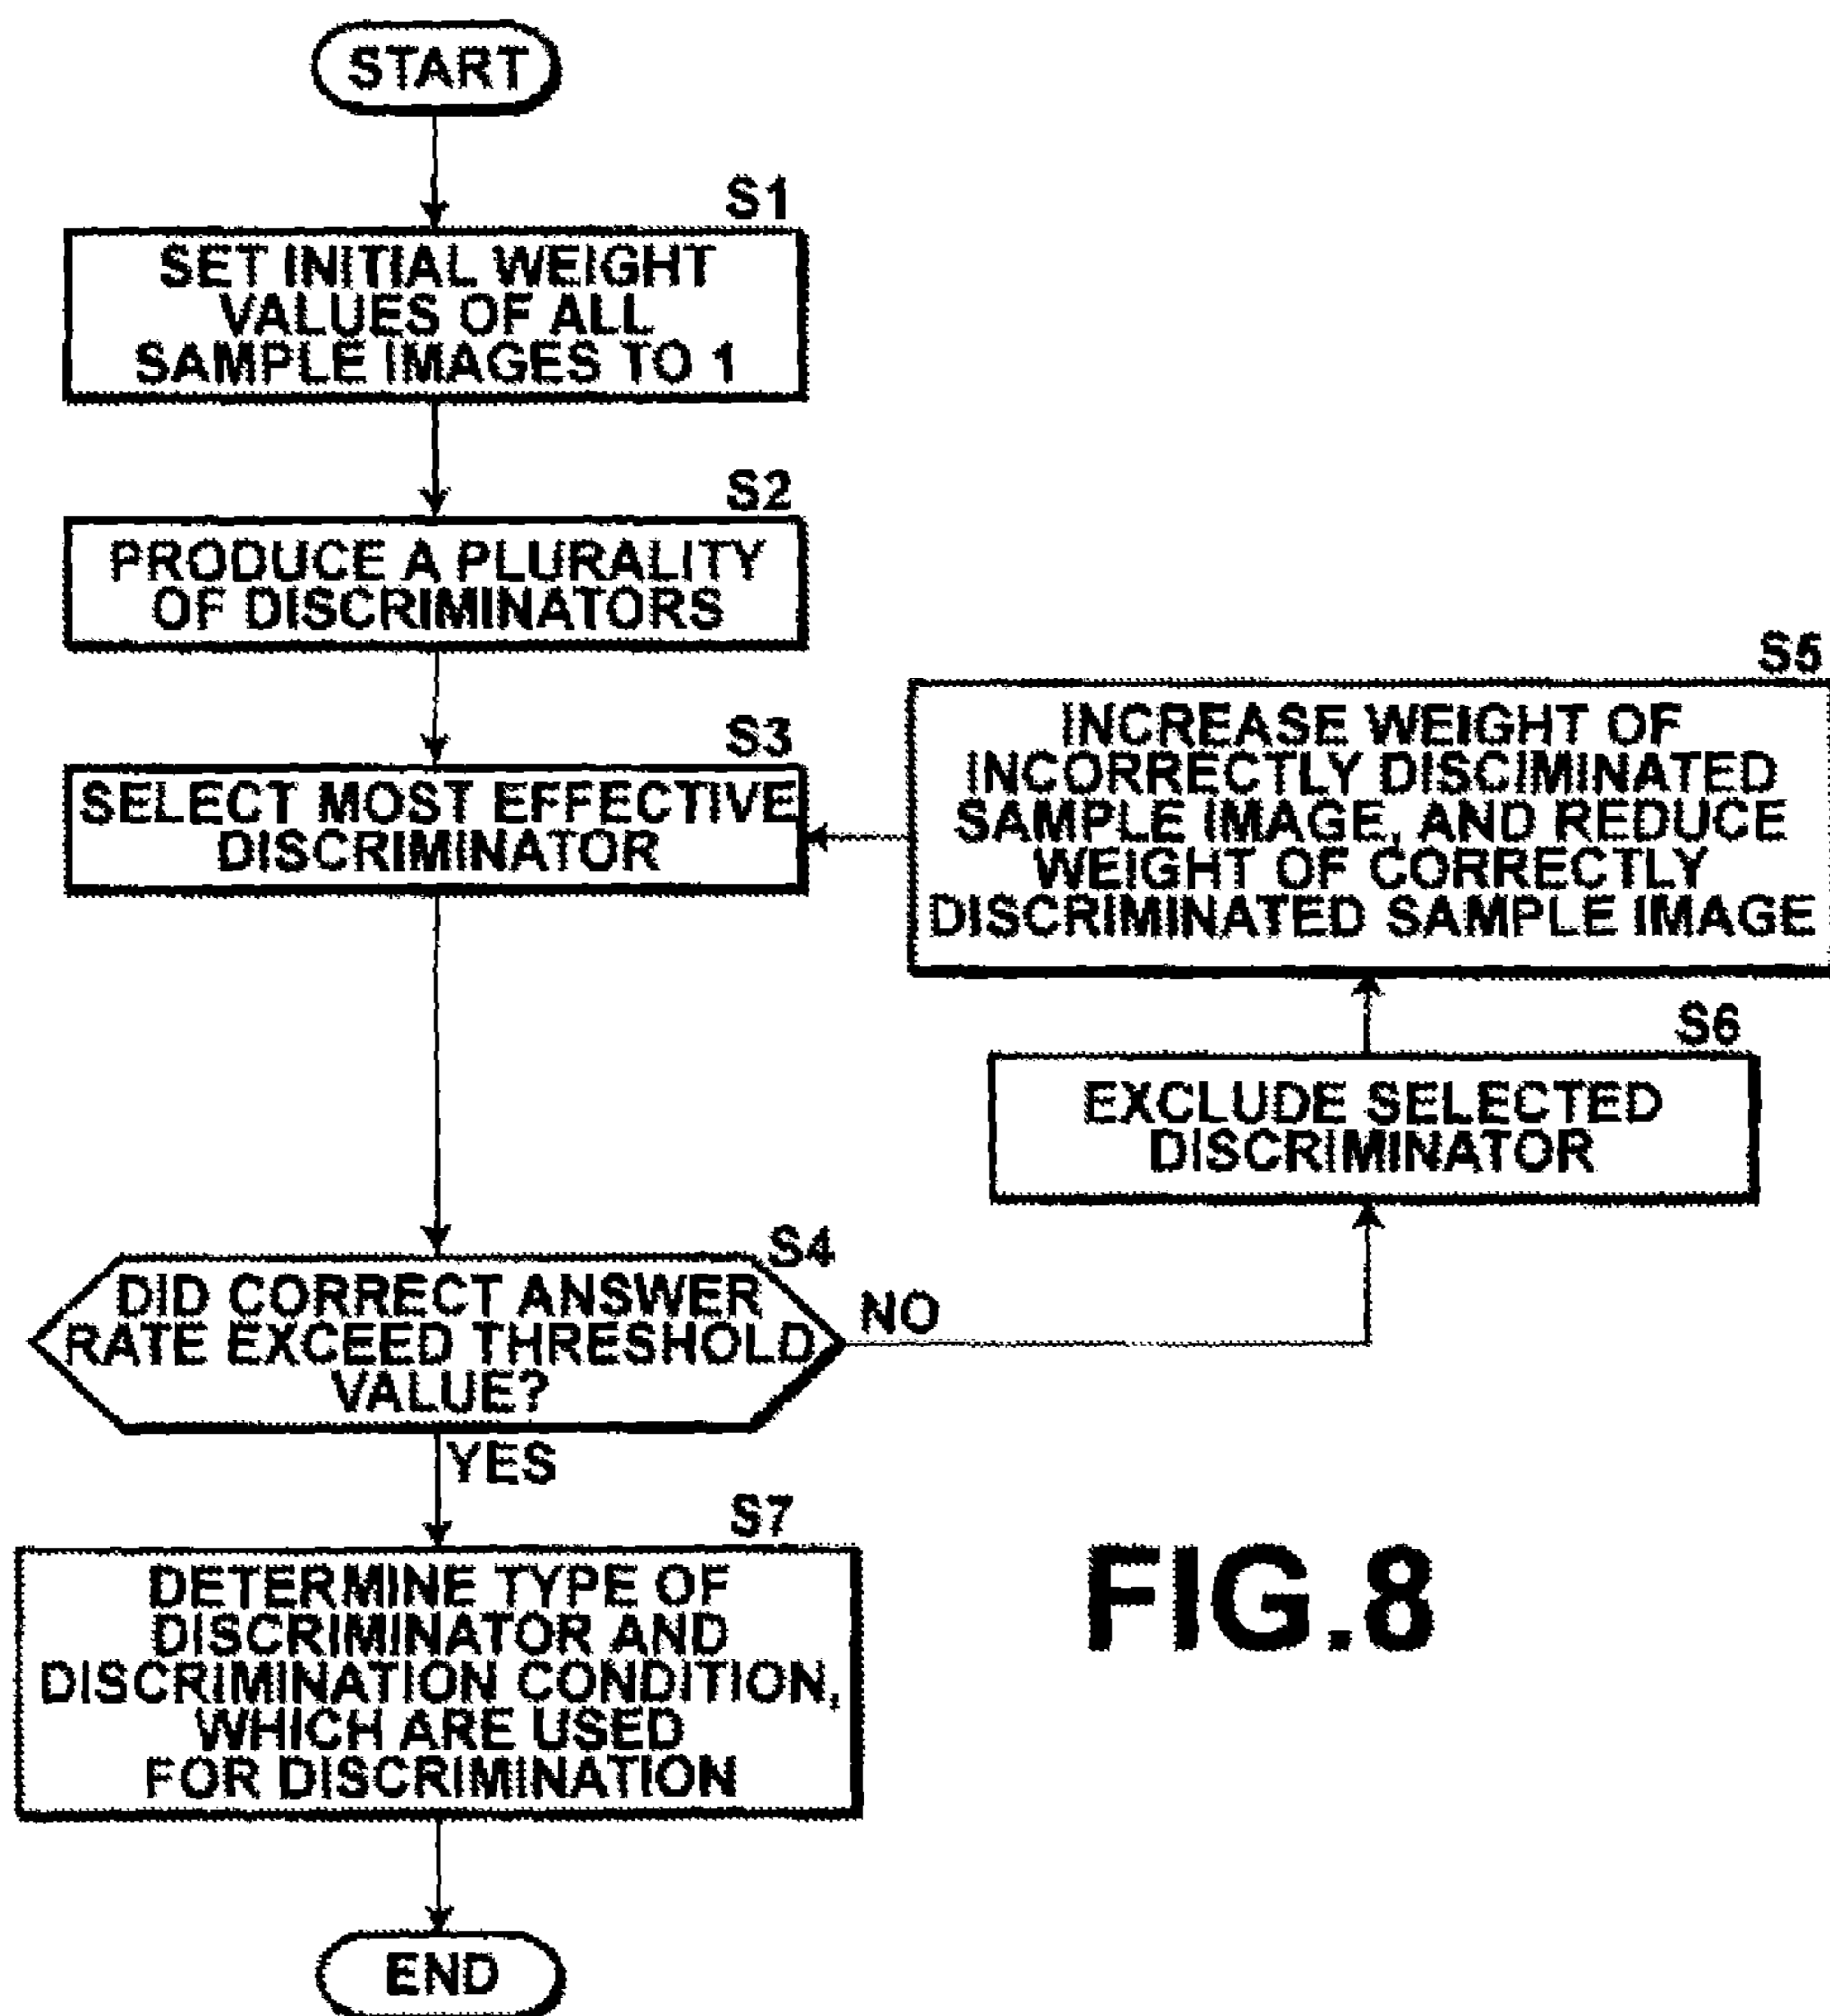 START
S1
SET INITIAL WEIGHT
VALUES OF ALL
SAMPLE IMAGES TO 1
S2
PRODUCE A PLURALITY
OF DISCRIMINATORS
S3
SELECT MOST EFFECTIVE
DISCRIMINATOR
S5
INCREASE WEIGHT OF
INCORRECTLY DISCIMINATED
SAMPLE IMAGE, AND REDUCE
WEIGHT OF CORRECTLY
DISCRIMINATED SAMPLE IMAGE
S6
EXCLUDE SELECTED
DISCRIMINATOR
S4
DID CORRECT ANSWER
RATE EXCEED THRESHOLD
VALUE?
NO
YES
S7
DETERMINE TYPE OF
DISCRIMINATOR AND
DISCRIMINATION CONDITION,
WHICH ARE USED
FOR DISCRIMINATION
END
FIG.8